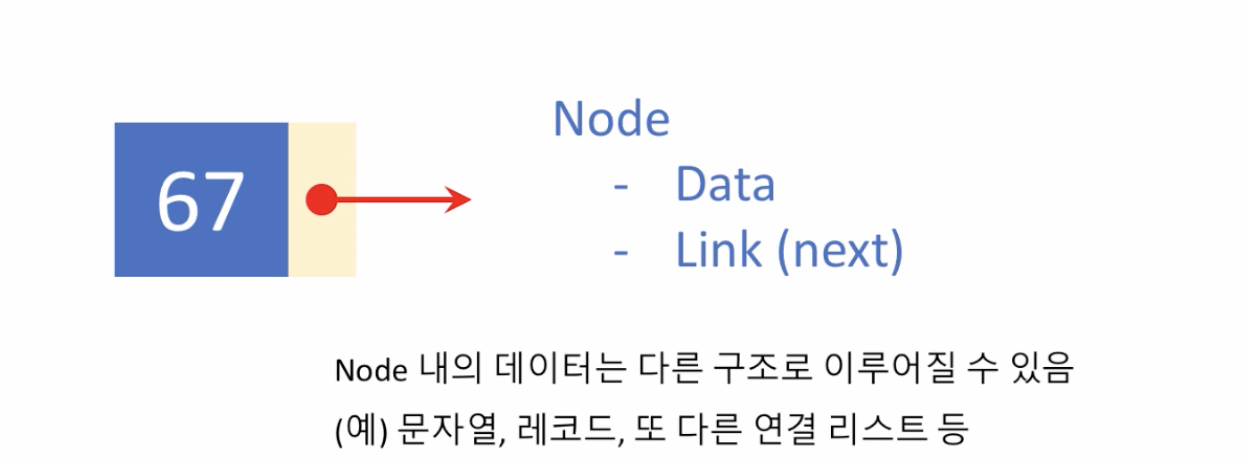 67
Node
- Data
- Link (next)
Node 내의 데이터는 다른 구조로 이루어질 수 있음
(예) 문자열, 레코드, 또 다른 연결 리스트 등